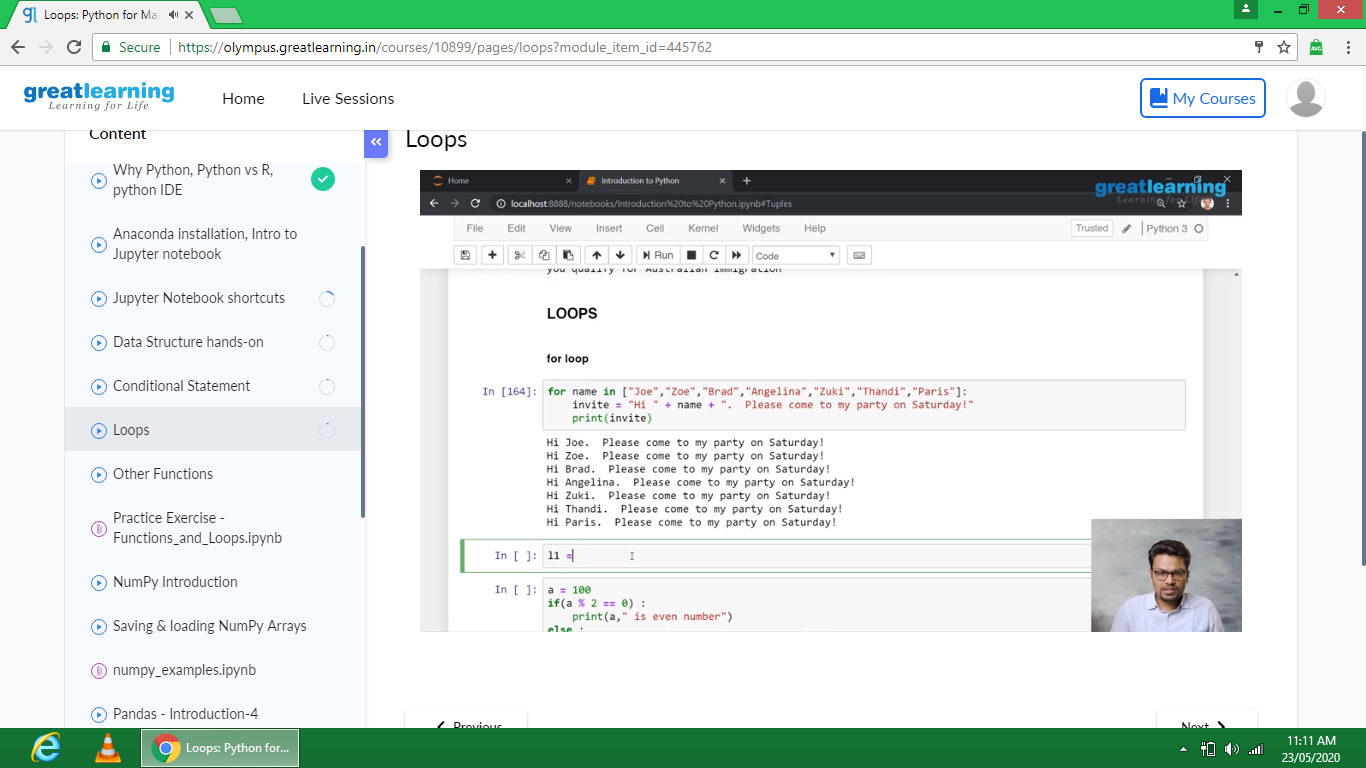 Loops: Python for Ma
Secure
https://olympus.greatlearning.in/courses/10899/pages/loops?module_item_id=445762
AVG
greatlearning
Learning for Life
Home
Live Sessions
My Courses
Content
Why Python, Python vs R,
python IDE
Anaconda installation, Intro to
Jupyter notebook
Jupyter Notebook shortcuts
Data Structure hands-on
Conditional Statement
Loops
Other Functions
Practice Exercise -
Functions_and_Loops.ipynb
NumPy Introduction
Saving & loading NumPy Arrays
numpy_examples.ipynb
Pandas - Introduction-4
Loops
Home
Introduction to Python
greatlearning
Learning for Life
localhost:8888/notebooks/Introduction%20to%20Python.ipynb#Tuples
File Edit View Insert Cell Kernel Widgets Help
Trusted
Python 3
Run
Code
you qualify for Australian immigration
LOOPS
for loop
In [164]: for name in ["Joe","Zoe","Brad","Angelina","Zuki","Thandi","Paris"]:
invite = "Hi " + name + ".  Please come to my party on Saturday!"
print(invite)
Hi Joe.  Please come to my party on Saturday!
Hi Zoe.  Please come to my party on Saturday!
Hi Brad.  Please come to my party on Saturday!
Hi Angelina.  Please come to my party on Saturday!
Hi Zuki.  Please come to my party on Saturday!
Hi Thandi.  Please come to my party on Saturday!
Hi Paris.  Please come to my party on Saturday!
In [ ]: l1 =
In [ ]: a = 100
if(a % 2 == 0) :
print(a," is even number")
else :
Previous
Next
Loops: Python for...
11:11 AM
23/05/2020